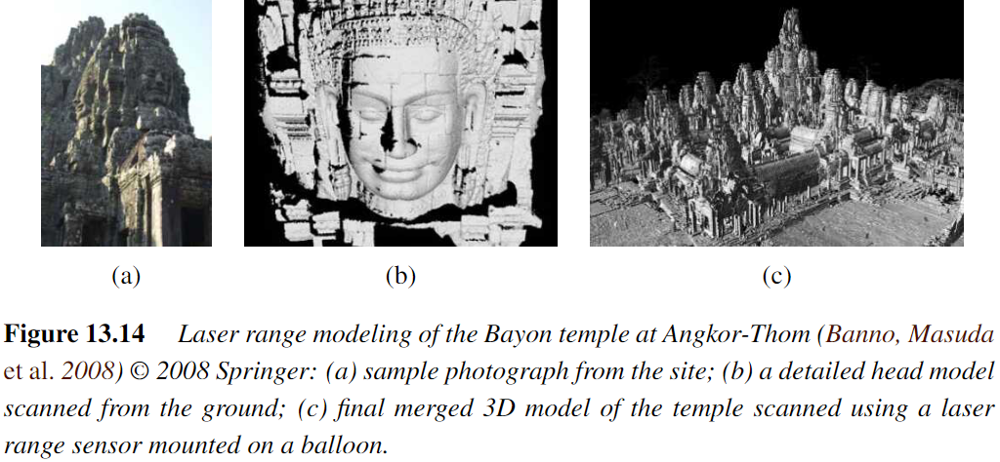 (a)
(b)
(c)
Figure 13.14 Laser range modeling of the Bayon temple at Angkor-Thom (Banno, Masuda
et al. 2008) © 2008 Springer: (a) sample photograph from the site; (b) a detailed head model
scanned from the ground; (c) final merged 3D model of the temple scanned using a laser
range sensor mounted on a balloon.